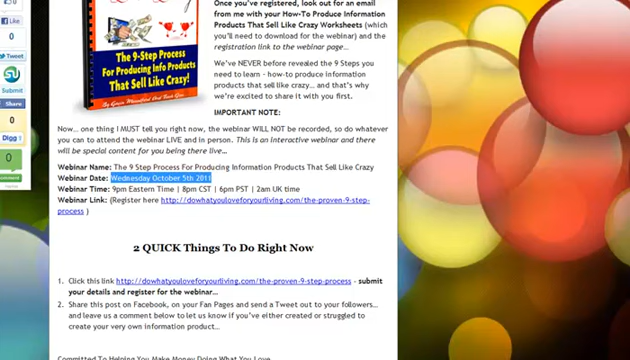 Once you've registered, look out for an email
from me with your How-To Produce Information
Products That Sell Like Crazy Worksheets (which
you'll need to download for the webinar) and the
registration link to the webinar page...
We've NEVER before revealed the 9 Steps you
need to learn - how-to produce information
products that sell like crazy... and that's why
we're excited to share it with you first.
IMPORTANT NOTE:
The 9-Step Process
For Producing Info Products
That Sell Like Crazy!
Like
0
Tweet
Submit
Share
0
Digg
0
Now... one thing I MUST tell you right now, the webinar WILL NOT be recorded, so do whatever
you can to attend the webinar LIVE and in person. This is an interactive webinar and there
will be special content for you being there live...
Webinar Name: The 9 Step Process For Producing Information Products That Sell Like Crazy
Webinar Date: Wednesday October 5th 2011
Webinar Time: 9pm Eastern Time | 8pm CST | 6pm PST | 2am UK time
Webinar Link: (Register here http://dowhatyouloveforyourliving.com/the-proven-9-step-
process )
2 QUICK Things To Do Right Now
1. Click this link http://dowhatyouloveforyourliving.com/the-proven-9-step-process - submit
your details and register for the webinar...
2. Share this post on Facebook, on your Fan Pages and send a Tweet out to your followers...
and leave us a comment below to let us know if you've either created or struggled to
create your very own information product...
Committed To Helping You Make Money Doing What You Love